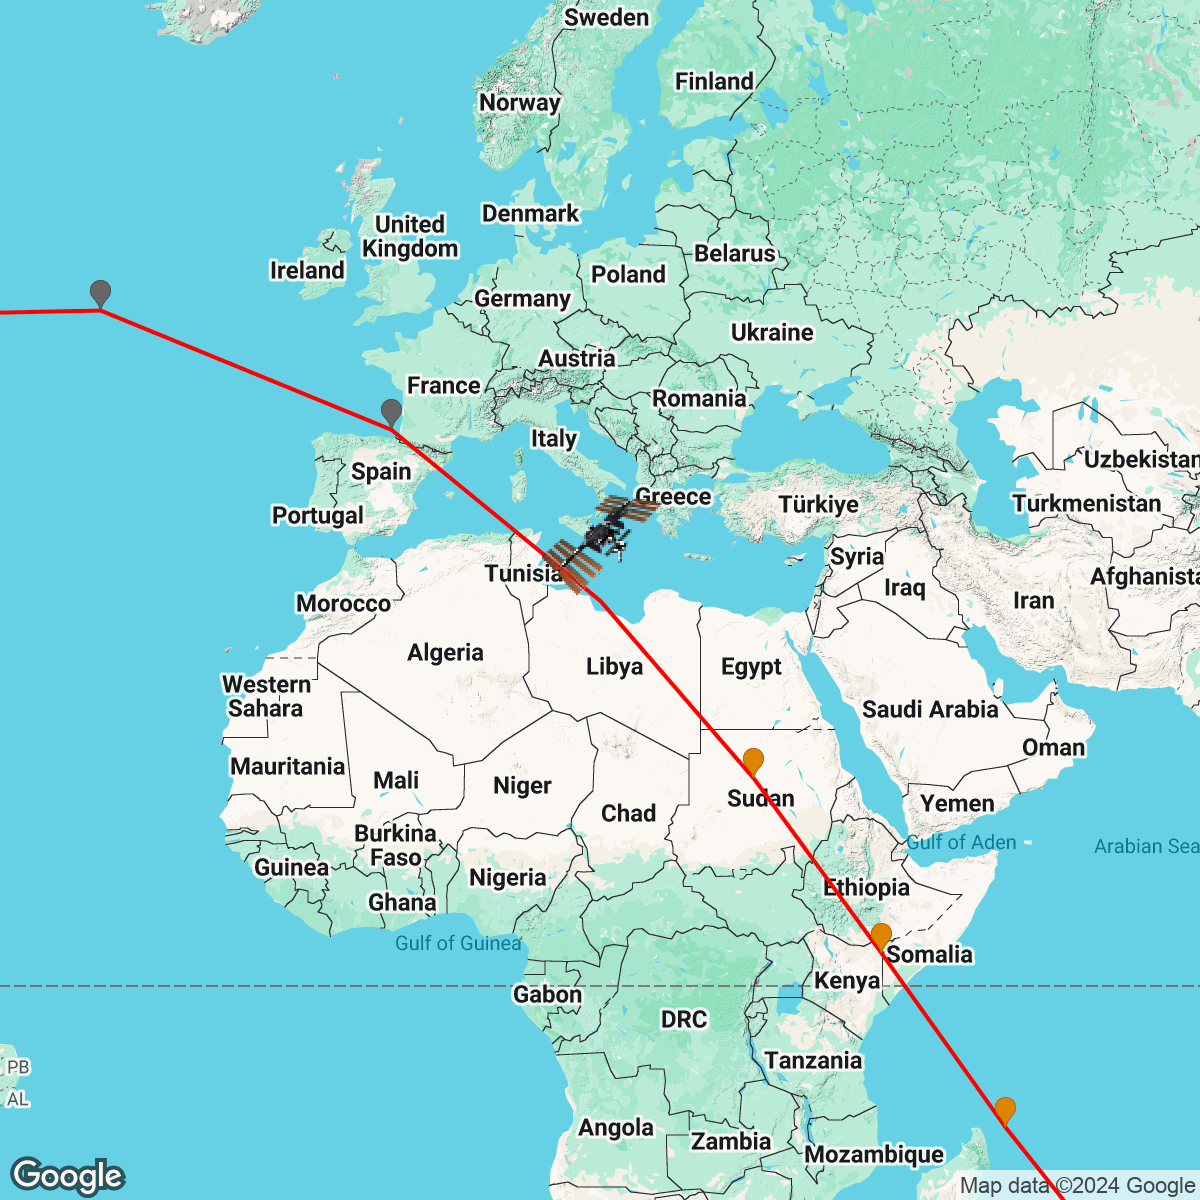 Sweden
Finland
Norway
Denmark
United
Kingdom
Ireland
Belarus
Poland
Germany
Ukraine
Austria
France
Romania
Italy
Spain
Uzbekistan
Greece
Türkiye
Turkmenistan
Portugal
Syria
Tunisia
Iraq
Afghanista
Iran
Morocco
Algeria
Libya
Egypt
Western
Sahara
Saudi Arabia
Oman
Mauritania
Mali
Niger
Sudan
Chad
Yemen
Burkina
Faso
Gulf of Aden
Arabian Sea
Guinea
Nigeria
Ethiopia
Ghana
Gulf of Guinea
Somalia
Kenya
Gabon
DRC
Tanzania
PB
AL
Angola
Zambia
Mozambique
Google
Map data ©2024 Google